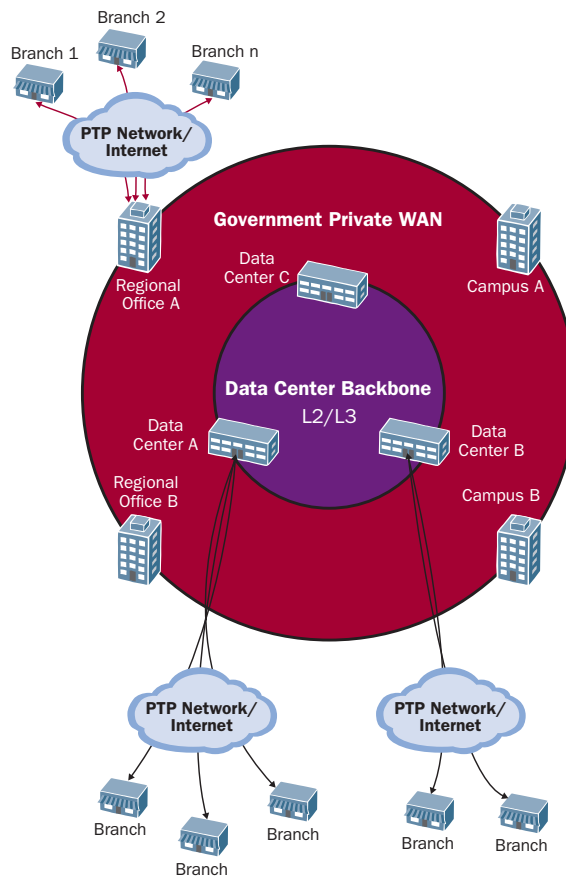 Branch 2
Branch 1
Branch n
PTP Network/
Internet
Government Private WAN
Regional
Office A
Data
Center C
Campus A
Data Center Backbone
L2/L3
Data
Center A
Data
Center B
Regional
Office B
Campus B
PTP Network/
Internet
PTP Network/
Internet
Branch
Branch
Branch
Branch
Branch